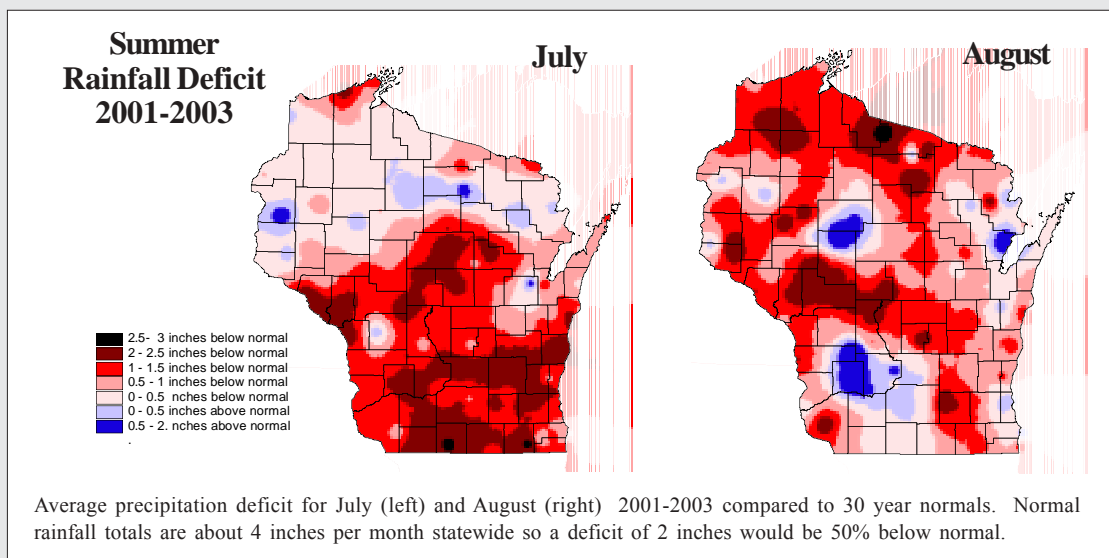 Summer
Rainfall Deficit
2001-2003
July
August
2.5- 3 inches below normal
2 - 2.5 inches below normal
1 - 1.5 inches below normal
0.5 - 1 inches below normal
0 - 0.5 nches below normal
0 - 0.5 inches above normal
0.5 - 2. nches above normal
.
Average precipitation deficit for July (left) and August (right) 2001-2003 compared to 30 year normals. Normal
rainfall totals are about 4 inches per month statewide so a deficit of 2 inches would be 50% below normal.